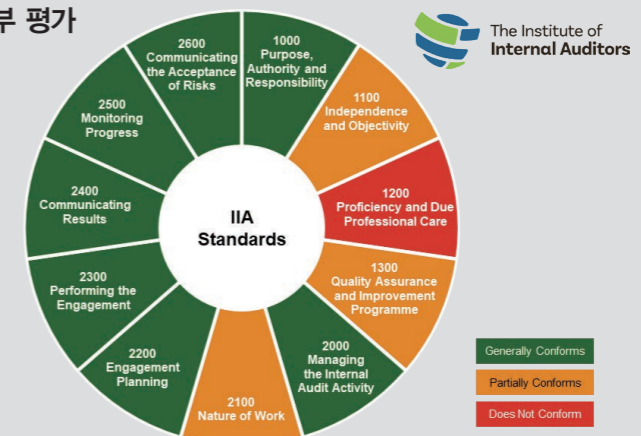 부 평가
The Institute of
Internal Auditors
2600
Communicating
the Acceptance
of Risks
1000
Purpose,
Authority and
Responsibility
1100
Independence
and Objectivity
1200
Proficiency and Due
Professional Care
1300
Quality Assurance
and Improvement
Programme
2000
Managing
the Internal
Audit Activity
2100
Nature of Work
2200
Engagement
Planning
2300
Performing the
Engagement
2400
Communicating
Results
2500
Monitoring
Progress
IIA
Standards
Generally Conforms
Partially Conforms
Does Not Conform